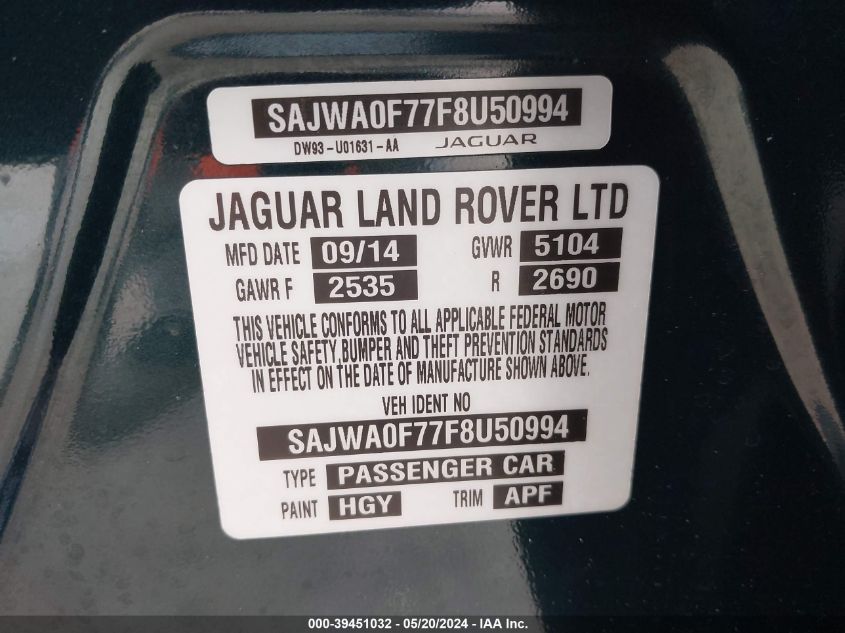 SAJWA0F77F8U50994
DW93-U01631-AA JAGUAR
JAGUAR LAND ROVER LTD
MFD DATE 09/14 GVWR 5104
GAWR F 2535 R 2690
THIS VEHICLE CONFORMS TO ALL APPLICABLE FEDERAL MOTOR
VEHICLE SAFETY,BUMPER AND THEFT PREVENTION STANDARDS
IN EFFECT ON THE DATE OF MANUFACTURE SHOWN ABOVE.
VEH IDENT NO
SAJWA0F77F8U50994
TYPE PASSENGER CAR
PAINT HGY TRIM APF
000-39451032 - 05/20/2024 - IAA Inc.